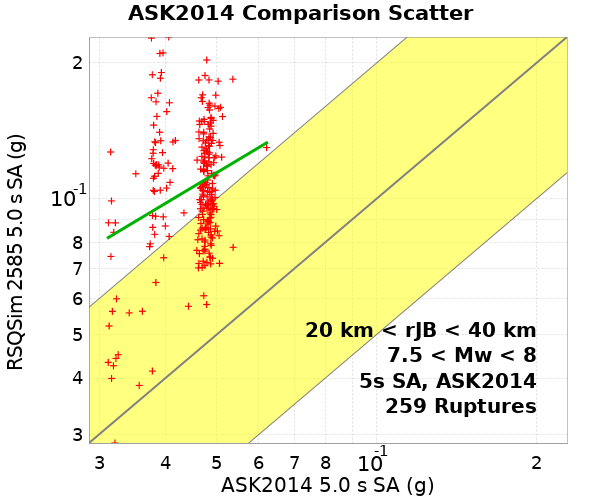 ASK2014 Comparison Scatter
RSQSim 2585 5.0 s SA (g)
2
10-1
8
7
6
5
4
3
20 km < rJB < 40 km
7.5 < Mw < 8
5s SA, ASK2014
259 Ruptures
3 4 5 6 7 8 10-1 2
ASK2014 5.0 s SA (g)